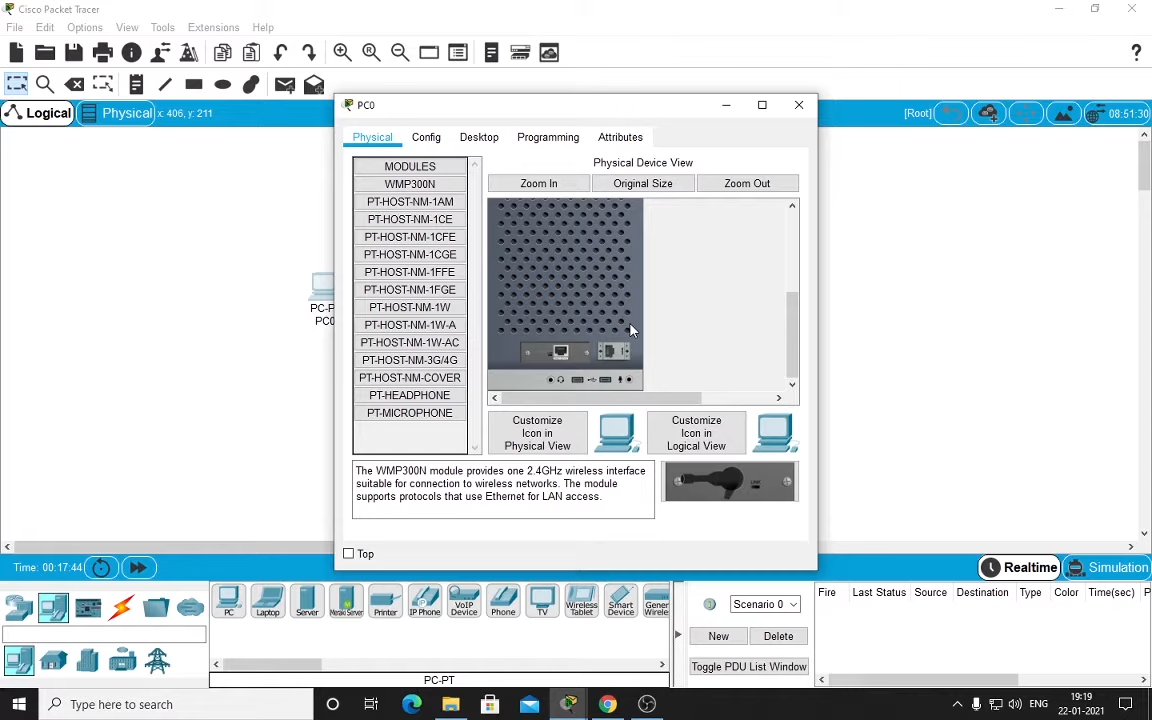 Cisco Packet Tracer
File Edit Options View Tools Extensions Help
?
Logical Physical x: 406, y: 211 [Root] 08:51:30
PC0
Physical Config Desktop Programming Attributes
MODULES
WMP300N
PT-HOST-NM-1AM
PT-HOST-NM-1CE
PT-HOST-NM-1CFE
PT-HOST-NM-1CGE
PT-HOST-NM-1FFE
PT-HOST-NM-1FGE
PT-HOST-NM-1W
PT-HOST-NM-1W-A
PT-HOST-NM-1W-AC
PT-HOST-NM-3G/4G
PT-HOST-NM-COVER
PT-HEADPHONE
PT-MICROPHONE
Physical Device View
Zoom In Original Size Zoom Out
Customize
Icon in
Physical View
Customize
Icon in
Logical View
The WMP300N module provides one 2.4GHz wireless interface
suitable for connection to wireless networks. The module
supports protocols that use Ethernet for LAN access.
Top
PC-P
PC0
Time: 00:17:44 Realtime Simulation
PC Laptop Server Meraki Server Printer IP Phone VoIP Device Phone TV Wireless Tablet Smart Device Gener Wirele
PC-PT
Scenario 0
New Delete
Toggle PDU List Window
Fire Last Status Source Destination Type Color Time(sec) P
Type here to search
ENG
19:19
22-01-2021